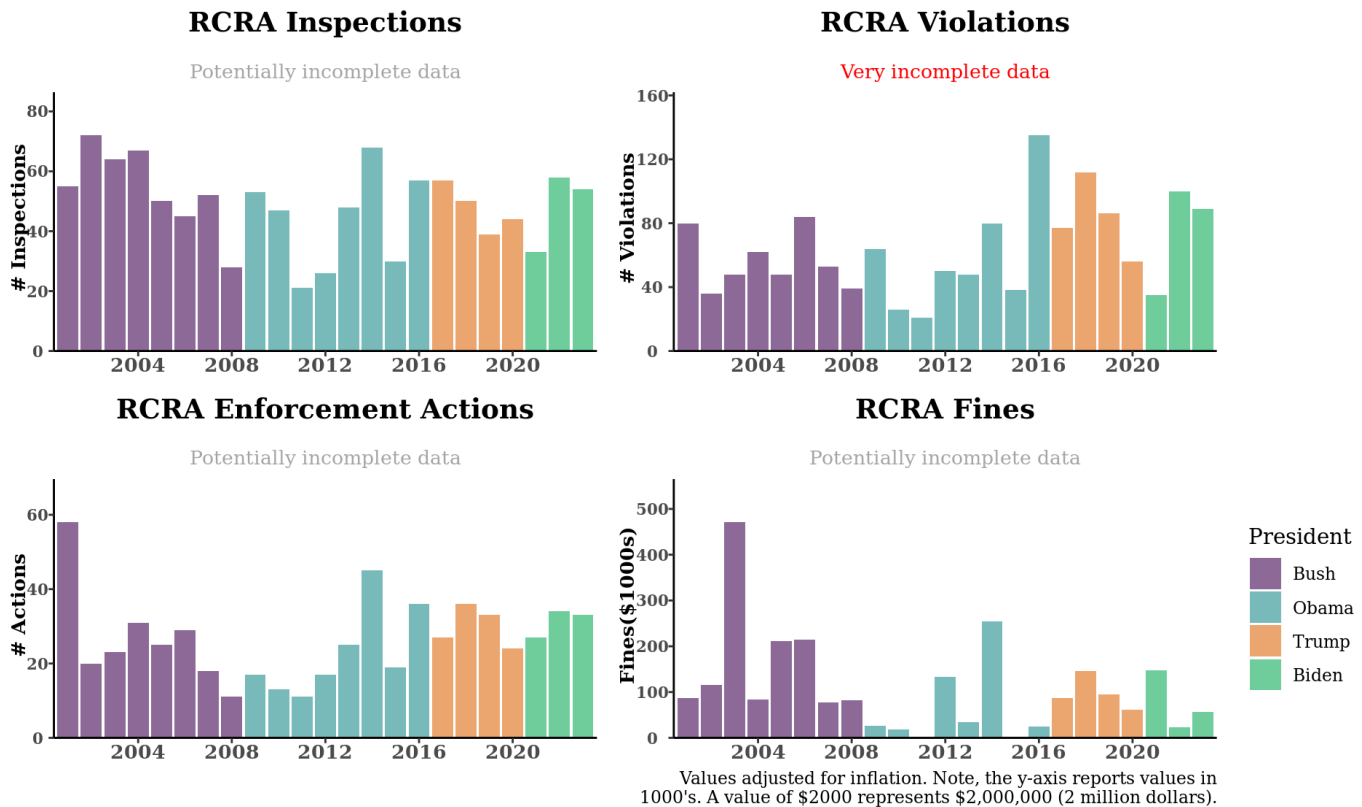 RCRA Inspections
Potentially incomplete data
# Inspections
80
60
40
20
0
2004 2008 2012 2016 2020
RCRA Violations
Very incomplete data
# Violations
160
120
80
40
0
2004 2008 2012 2016 2020
RCRA Enforcement Actions
Potentially incomplete data
# Actions
60
40
20
0
2004 2008 2012 2016 2020
RCRA Fines
Potentially incomplete data
Fines($1000s)
500
400
300
200
100
0
2004 2008 2012 2016 2020
President
Bush
Obama
Trump
Biden
Values adjusted for inflation. Note, the y-axis reports values in
1000's. A value of $2000 represents $2,000,000 (2 million dollars).